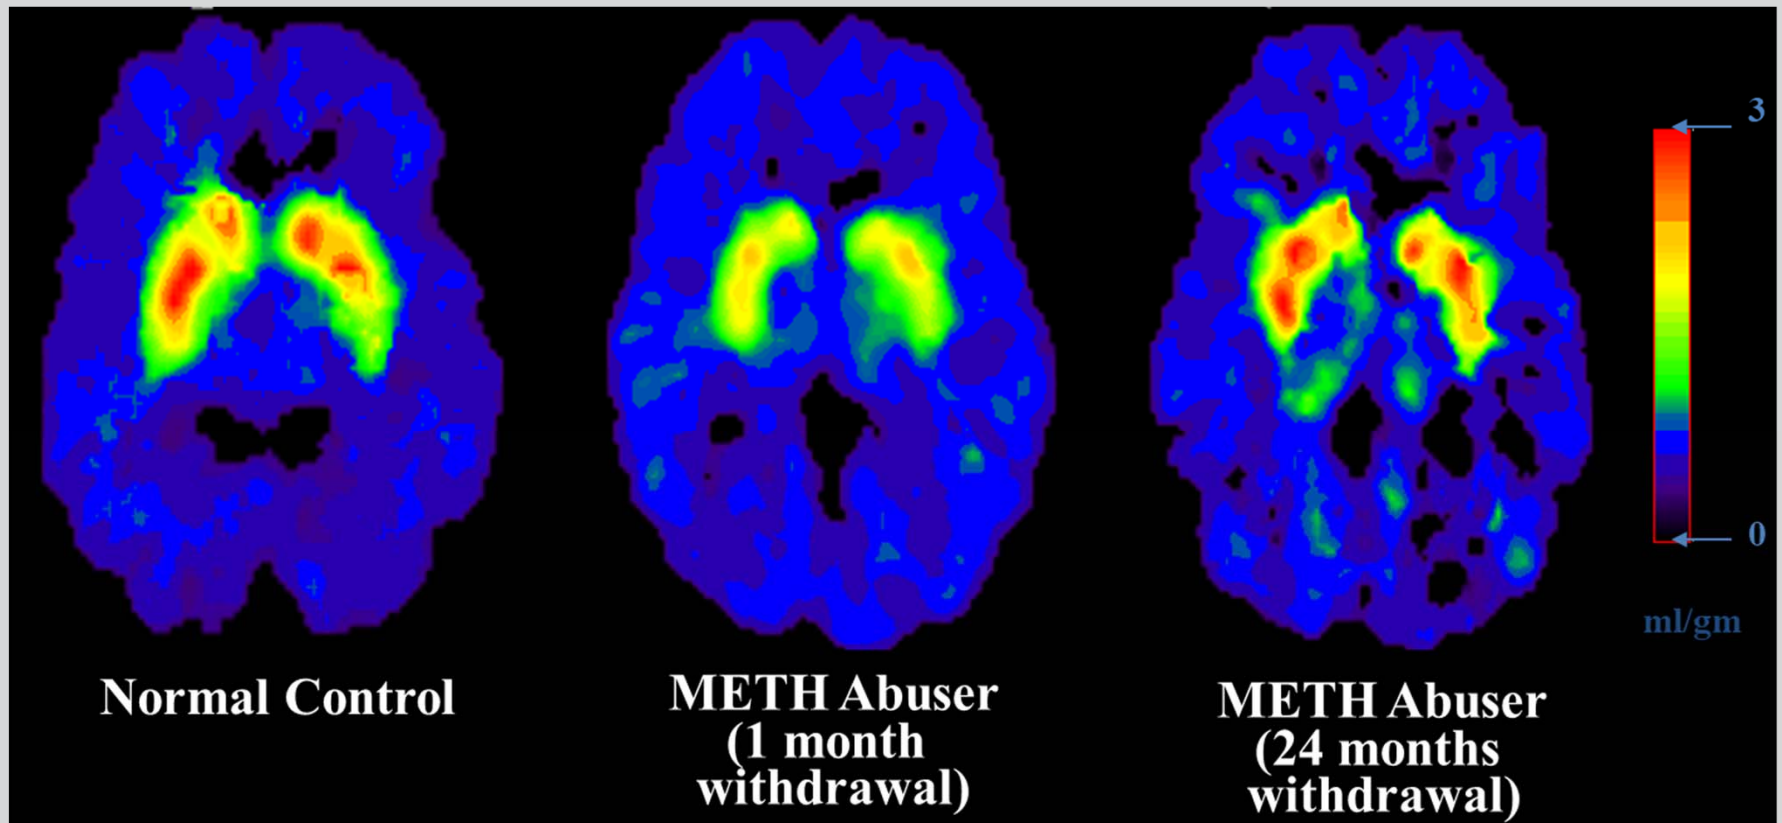 3
0
ml/gm
Normal Control
METH Abuser
(1 month
withdrawal)
METH Abuser
(24 months
withdrawal)